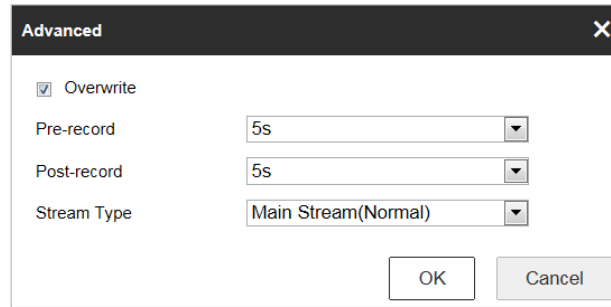 Advanced
Overwrite
Pre-record 5s
Post-record 5s
Stream Type Main Stream(Normal)
OK Cancel